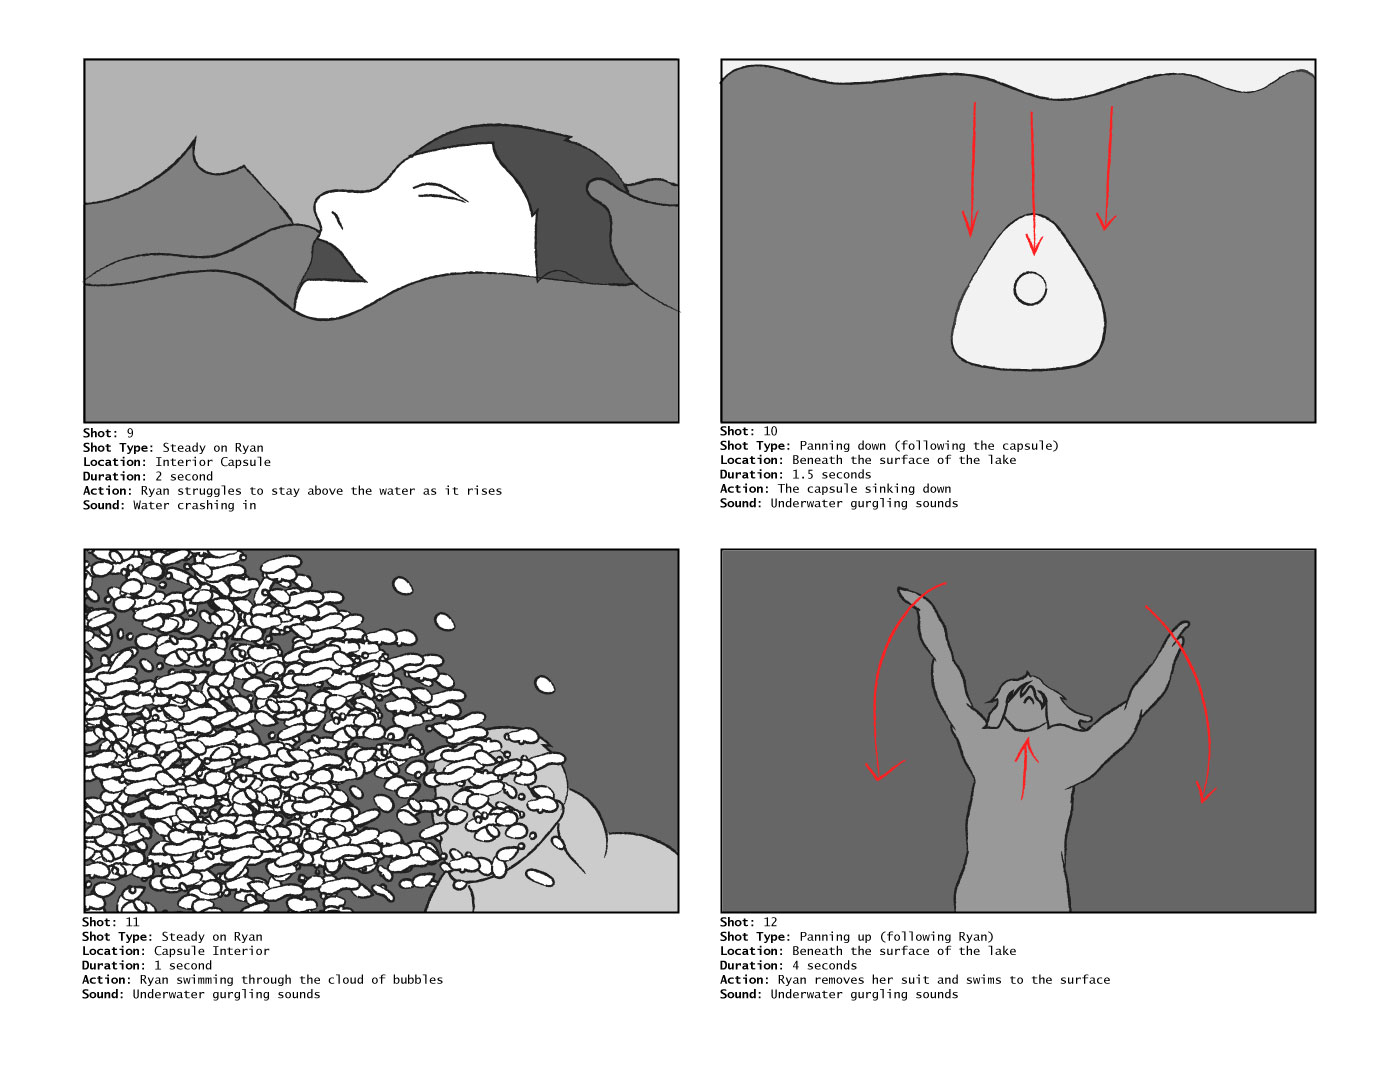 Shot: 9
Shot Type: Steady on Ryan
Location: Interior Capsule
Duration: 2 second
Action: Ryan struggles to stay above the water as it rises
Sound: Water crashing in
Shot: 10
Shot Type: Panning down (following the capsule)
Location: Beneath the surface of the lake
Duration: 1.5 seconds
Action: The capsule sinking down
Sound: Underwater gurgling sounds
Shot: 11
Shot Type: Steady on Ryan
Location: Capsule Interior
Duration: 1 second
Action: Ryan swimming through the cloud of bubbles
Sound: Underwater gurgling sounds
Shot: 12
Shot Type: Panning up (following Ryan)
Location: Beneath the surface of the lake
Duration: 4 seconds
Action: Ryan removes her suit and swims to the surface
Sound: Underwater gurgling sounds